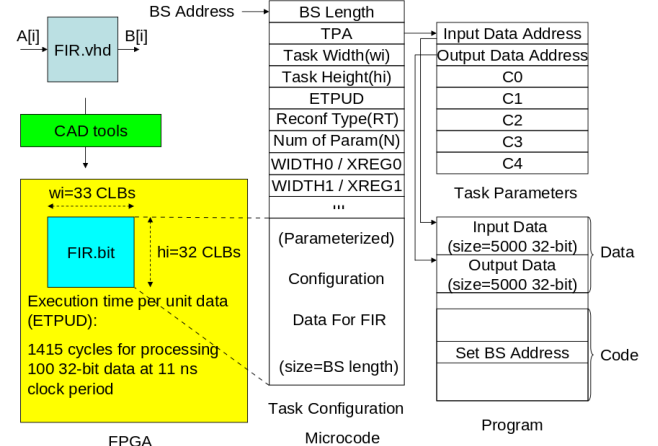 BS Address
A[i]
B[i]
FIR.vhd
CAD tools
wi=33 CLBs
FIR.bit
hi=32 CLBs
Execution time per unit data
(ETPUD):
1415 cycles for processing
100 32-bit data at 11 ns
clock period
FPGA
BS Length
TPA
Task Width(wi)
Task Height(hi)
ETPUD
Reconf Type(RT)
Num of Param(N)
WIDTH0 / XREG0
WIDTH1 / XREG1
...
(Parameterized)
Configuration
Data For FIR
(size=BS length)
Task Configuration
Microcode
Input Data Address
Output Data Address
C0
C1
C2
C3
C4
Task Parameters
Input Data
(size=5000 32-bit)
Output Data
(size=5000 32-bit)
Data
Set BS Address
Code
Program